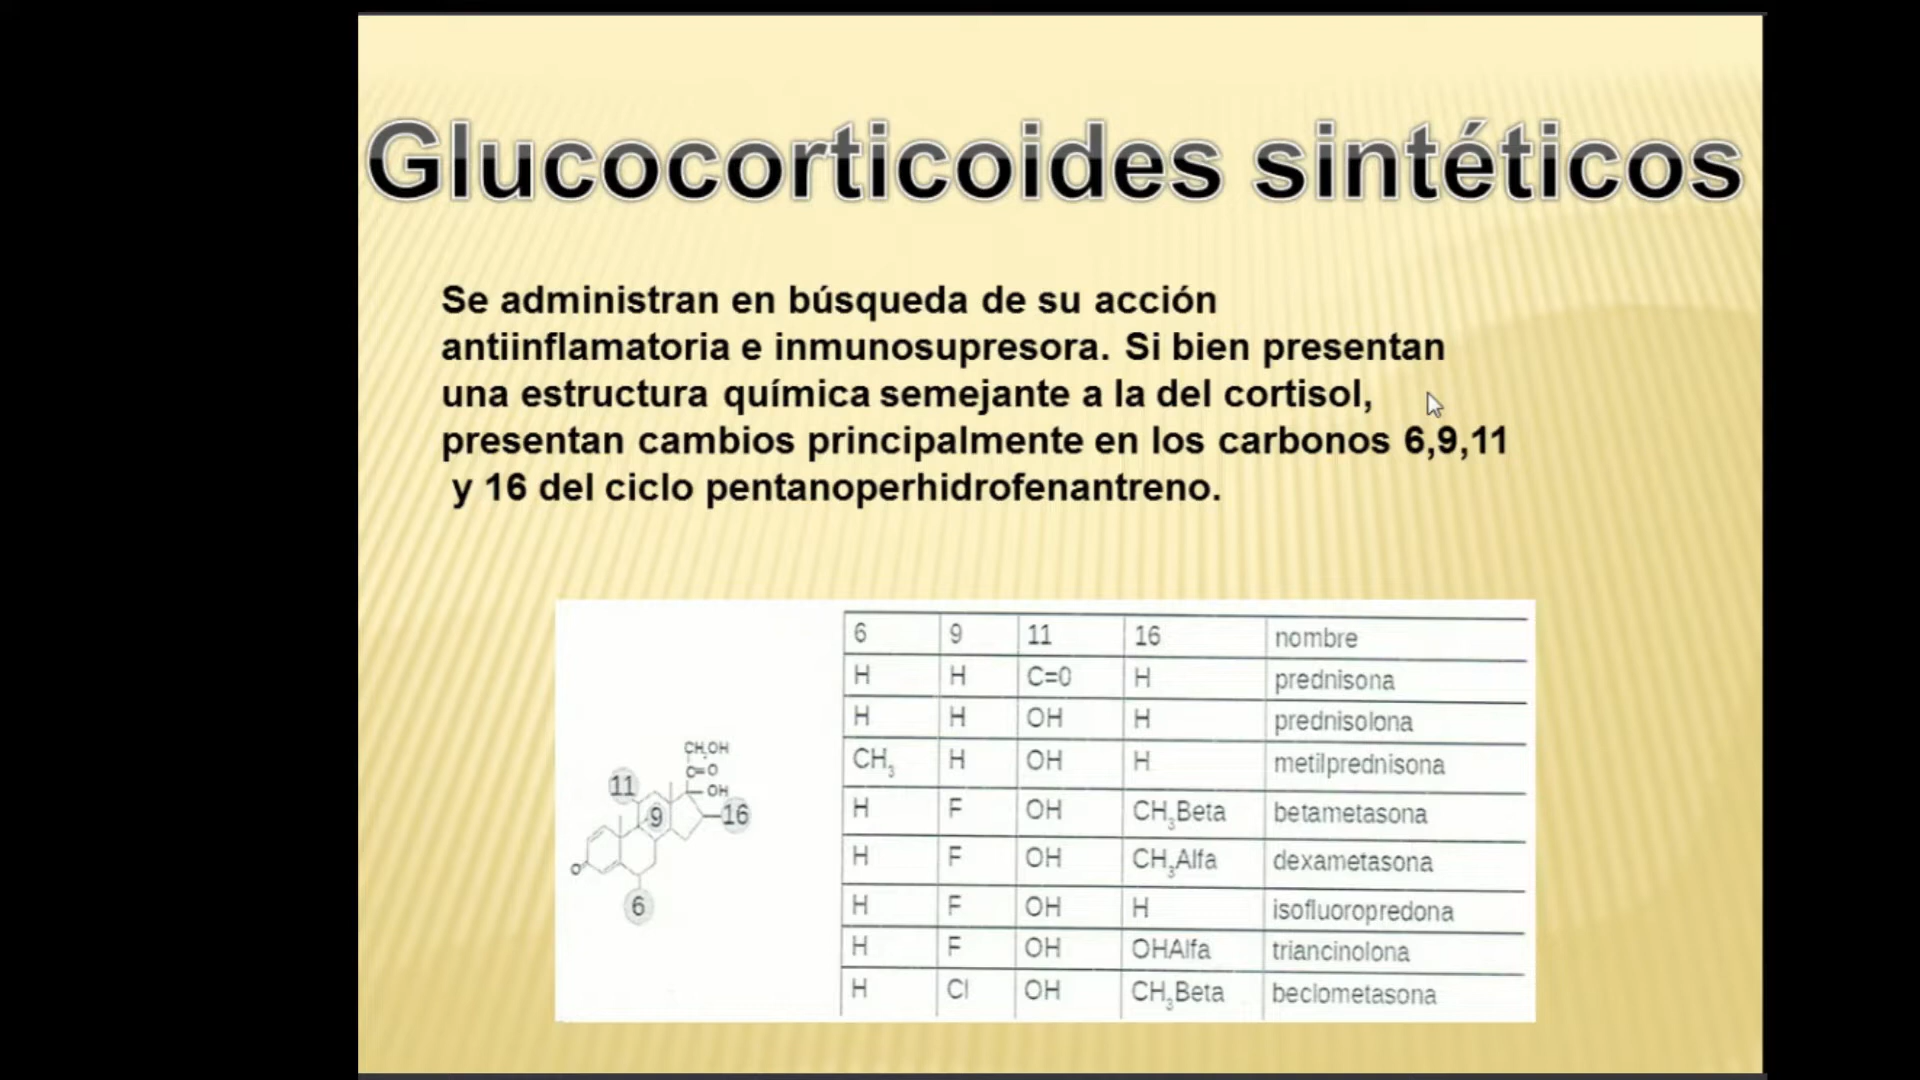 Glucocorticoides sintéticos
Se administran en búsqueda de su acción
antiinflamatoria e inmunosupresora. Si bien presentan
una estructura química semejante a la del cortisol,
presentan cambios principalmente en los carbonos 6,9,11
y 16 del ciclo pentanoperhidrofenantreno.
CH2OH
C=O
OH
11
9
16
O
6
6 9 11 16 nombre
H H C=0 H prednisona
H H OH H prednisolona
CH3 H OH H metilprednisona
H F OH CH3Beta betametasona
H F OH CH3Alfa dexametasona
H F OH H isofluoropredona
H F OH OHAlfa triancinolona
H Cl OH CH3Beta beclometasona